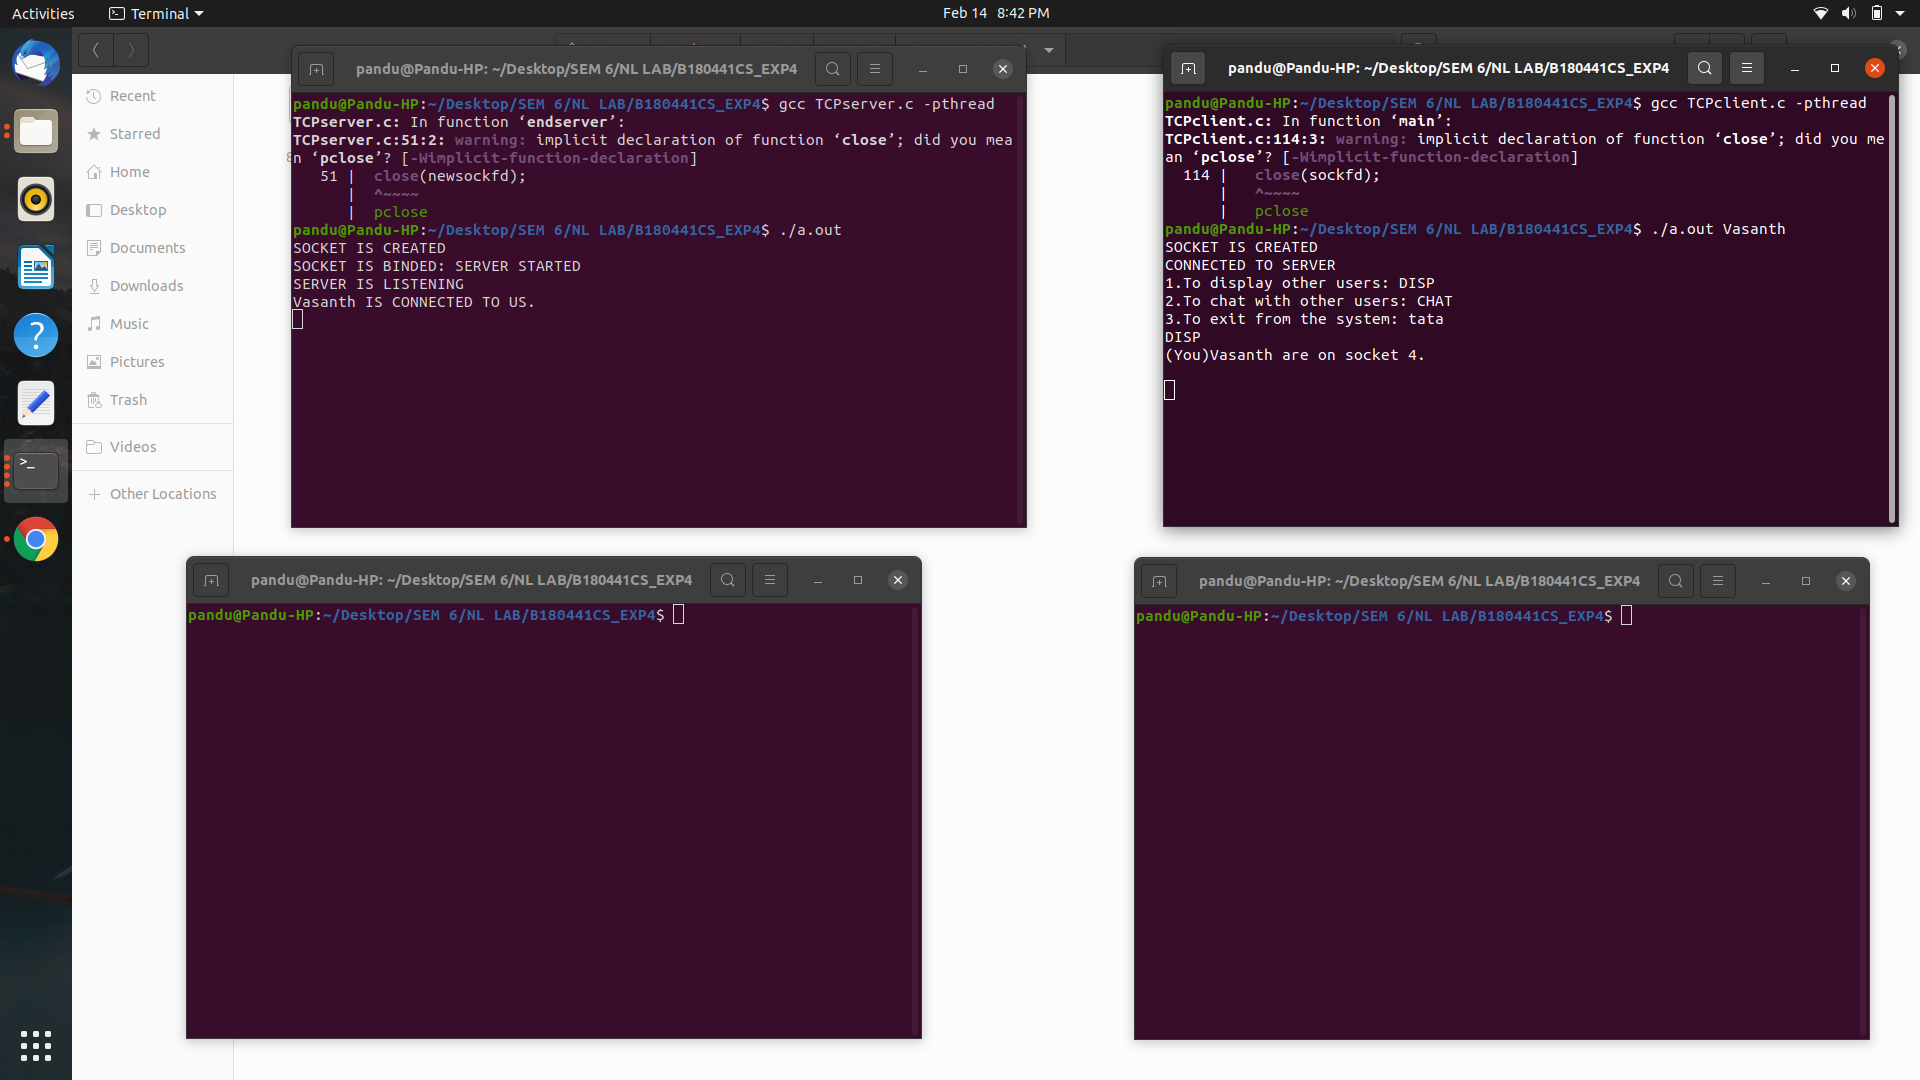 Activities
Terminal
Feb 14 8:42 PM
Recent
Starred
Home
Desktop
Documents
Downloads
Music
Pictures
Trash
Videos
Other Locations
pandu@Pandu-HP: ~/Desktop/SEM 6/NL LAB/B180441CS_EXP4
pandu@Pandu-HP:~/Desktop/SEM 6/NL LAB/B180441CS_EXP4$ gcc TCPserver.c -pthread
TCPserver.c: In function ‘endserver’:
TCPserver.c:51:2: warning: implicit declaration of function ‘close’; did you mea
n ‘pclose’? [-Wimplicit-function-declaration]
51 | close(newsockfd);
| ^~~~~
| pclose
pandu@Pandu-HP:~/Desktop/SEM 6/NL LAB/B180441CS_EXP4$ ./a.out
SOCKET IS CREATED
SOCKET IS BINDED: SERVER STARTED
SERVER IS LISTENING
Vasanth IS CONNECTED TO US.
pandu@Pandu-HP: ~/Desktop/SEM 6/NL LAB/B180441CS_EXP4
pandu@Pandu-HP:~/Desktop/SEM 6/NL LAB/B180441CS_EXP4$ gcc TCPclient.c -pthread
TCPclient.c: In function ‘main’:
TCPclient.c:114:3: warning: implicit declaration of function ‘close’; did you me
an ‘pclose’? [-Wimplicit-function-declaration]
114 | close(sockfd);
| ^~~~~
| pclose
pandu@Pandu-HP:~/Desktop/SEM 6/NL LAB/B180441CS_EXP4$ ./a.out Vasanth
SOCKET IS CREATED
CONNECTED TO SERVER
1.To display other users: DISP
2.To chat with other users: CHAT
3.To exit from the system: tata
DISP
(You)Vasanth are on socket 4.
pandu@Pandu-HP: ~/Desktop/SEM 6/NL LAB/B180441CS_EXP4
pandu@Pandu-HP:~/Desktop/SEM 6/NL LAB/B180441CS_EXP4$
pandu@Pandu-HP: ~/Desktop/SEM 6/NL LAB/B180441CS_EXP4
pandu@Pandu-HP:~/Desktop/SEM 6/NL LAB/B180441CS_EXP4$